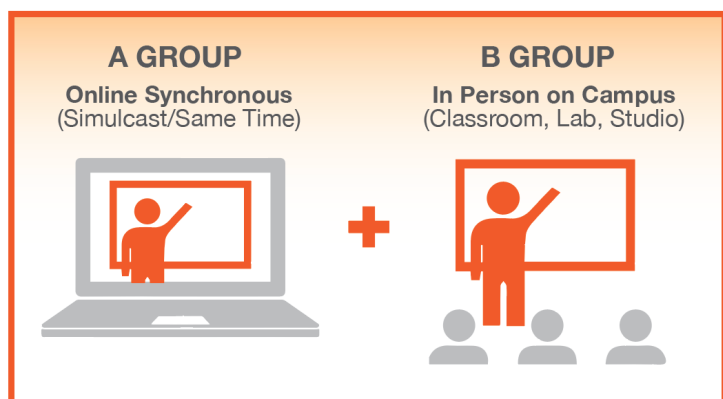 A GROUP
Online Synchronous
(Simulcast/Same Time)
B GROUP
In Person on Campus
(Classroom, Lab, Studio)